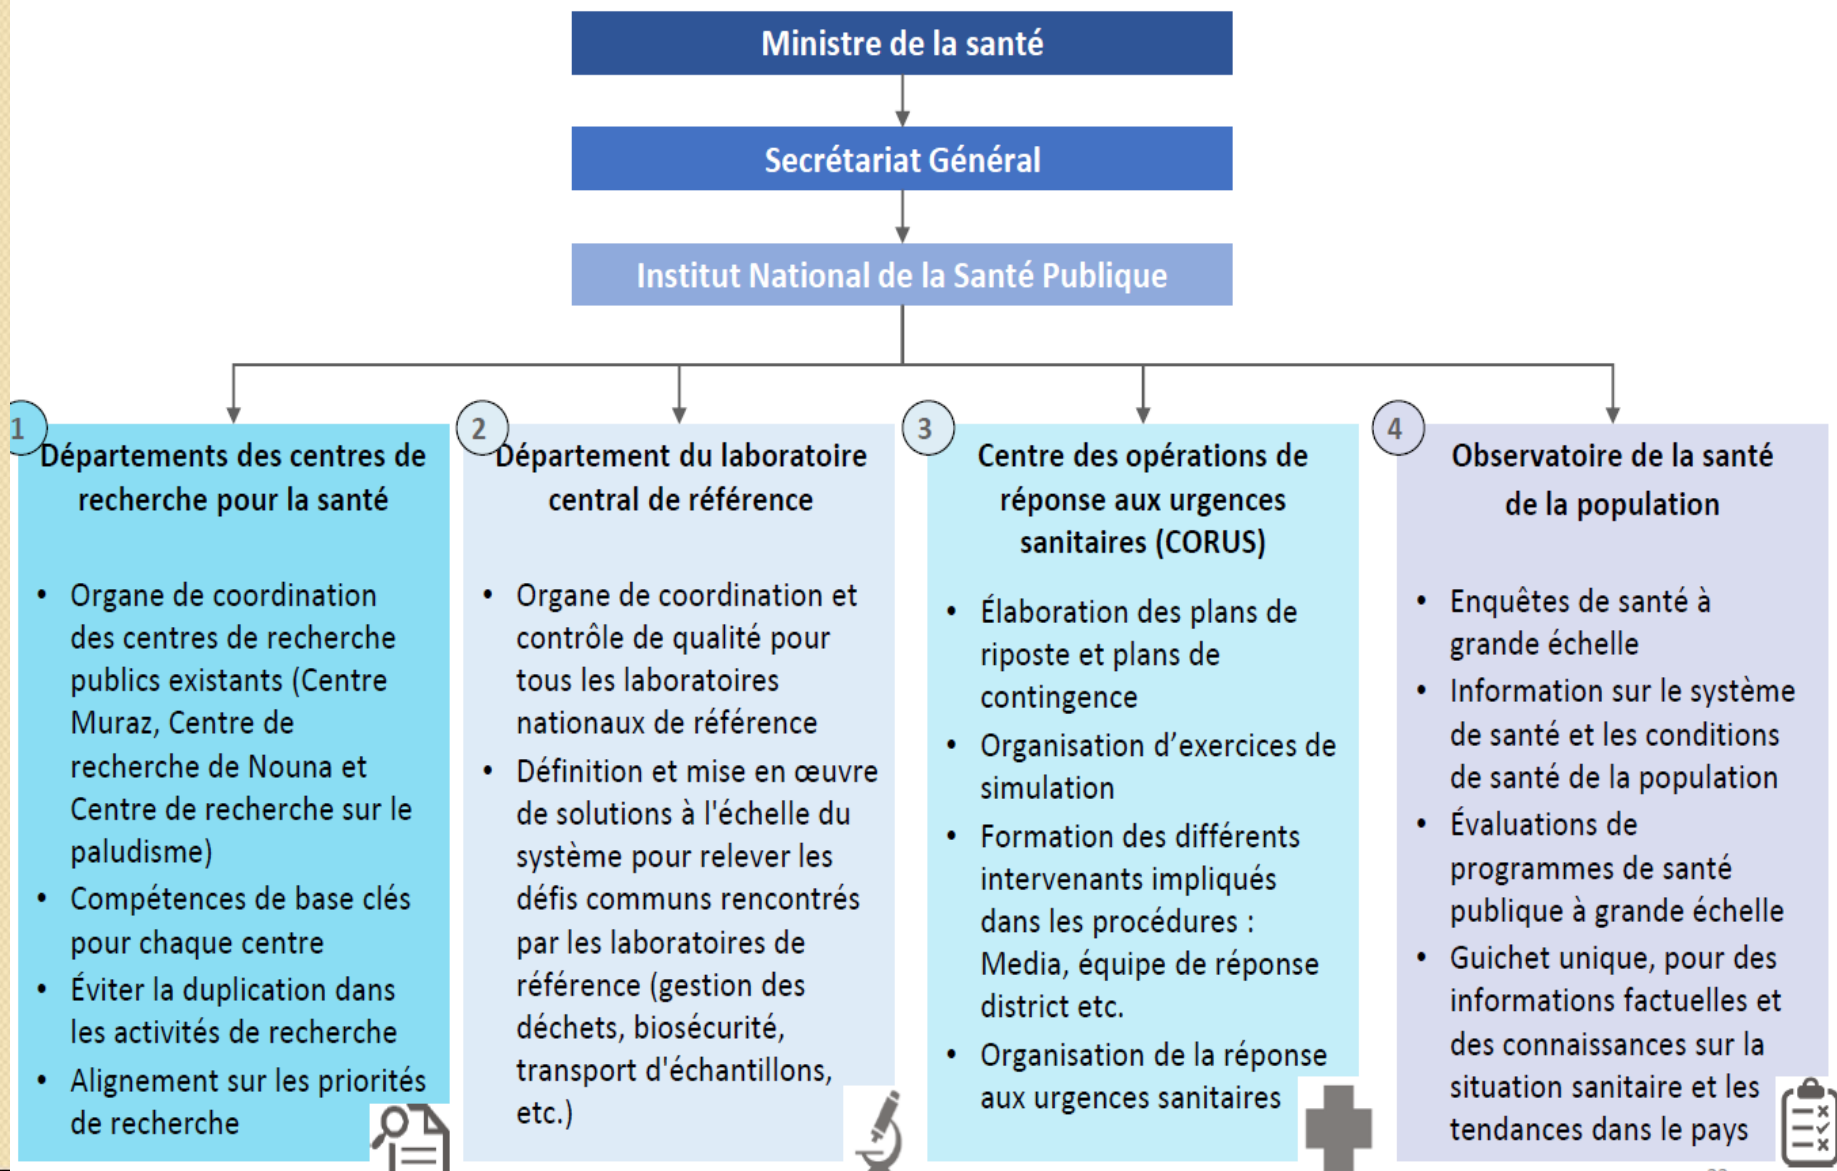 Ministre de la santé
Secrétariat Général
Institut National de la Santé Publique
1
Départements des centres de
recherche pour la santé
• Organe de coordination
des centres de recherche
publics existants (Centre
Muraz, Centre de
recherche de Nouna et
Centre de recherche sur le
paludisme)
• Compétences de base clés
pour chaque centre
• Éviter la duplication dans
les activités de recherche
• Alignement sur les priorités
de recherche
2
Département du laboratoire
central de référence
• Organe de coordination et
contrôle de qualité pour
tous les laboratoires
nationaux de référence
• Définition et mise en œuvre
de solutions à l'échelle du
système pour relever les
défis communs rencontrés
par les laboratoires de
référence (gestion des
déchets, biosécurité,
transport d'échantillons,
etc.)
3
Centre des opérations de
réponse aux urgences
sanitaires (CORUS)
• Élaboration des plans de
riposte et plans de
contingence
• Organisation d’exercices de
simulation
• Formation des différents
intervenants impliqués
dans les procédures :
Media, équipe de réponse
district etc.
• Organisation de la réponse
aux urgences sanitaires
4
Observatoire de la santé
de la population
• Enquêtes de santé à
grande échelle
• Information sur le système
de santé et les conditions
de santé de la population
• Évaluations de
programmes de santé
publique à grande échelle
• Guichet unique, pour des
informations factuelles et
des connaissances sur la
situation sanitaire et les
tendances dans le pays